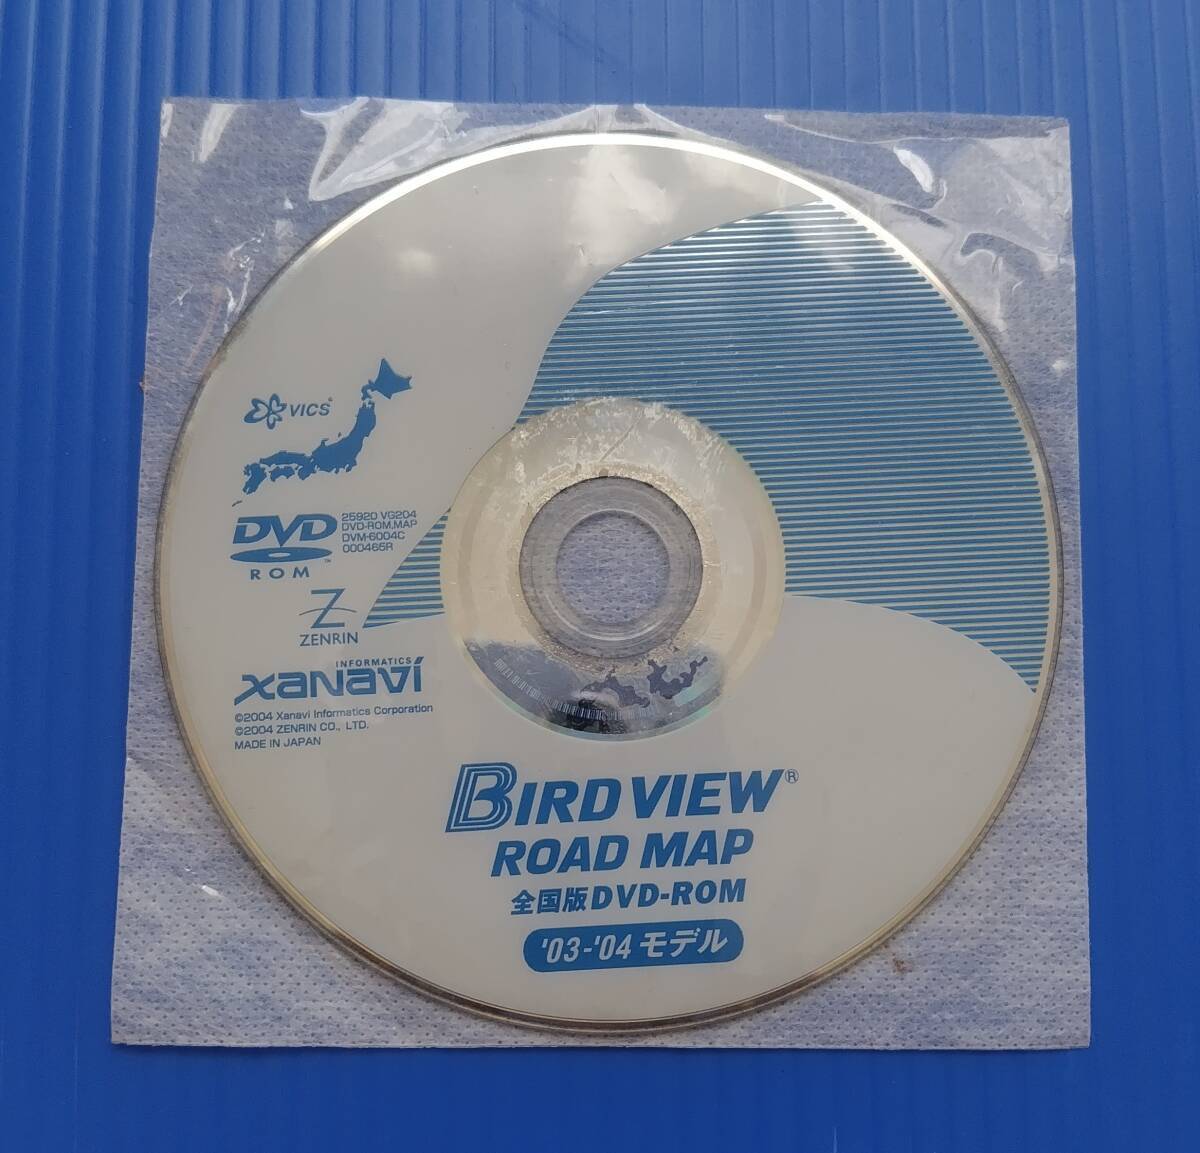 VICS
DVD
ROM
25920 VG204
DVD-ROM,MAP
DVM-6004C
000465R
Z
ZENRIN
INFORMATICS
xanavi
©2004 Xanavi Informatics Corporation
©2004 ZENRIN CO., LTD.
MADE IN JAPAN
BIRDVIEW®
ROAD MAP
全国版DVD-ROM
'03-'04 モデル